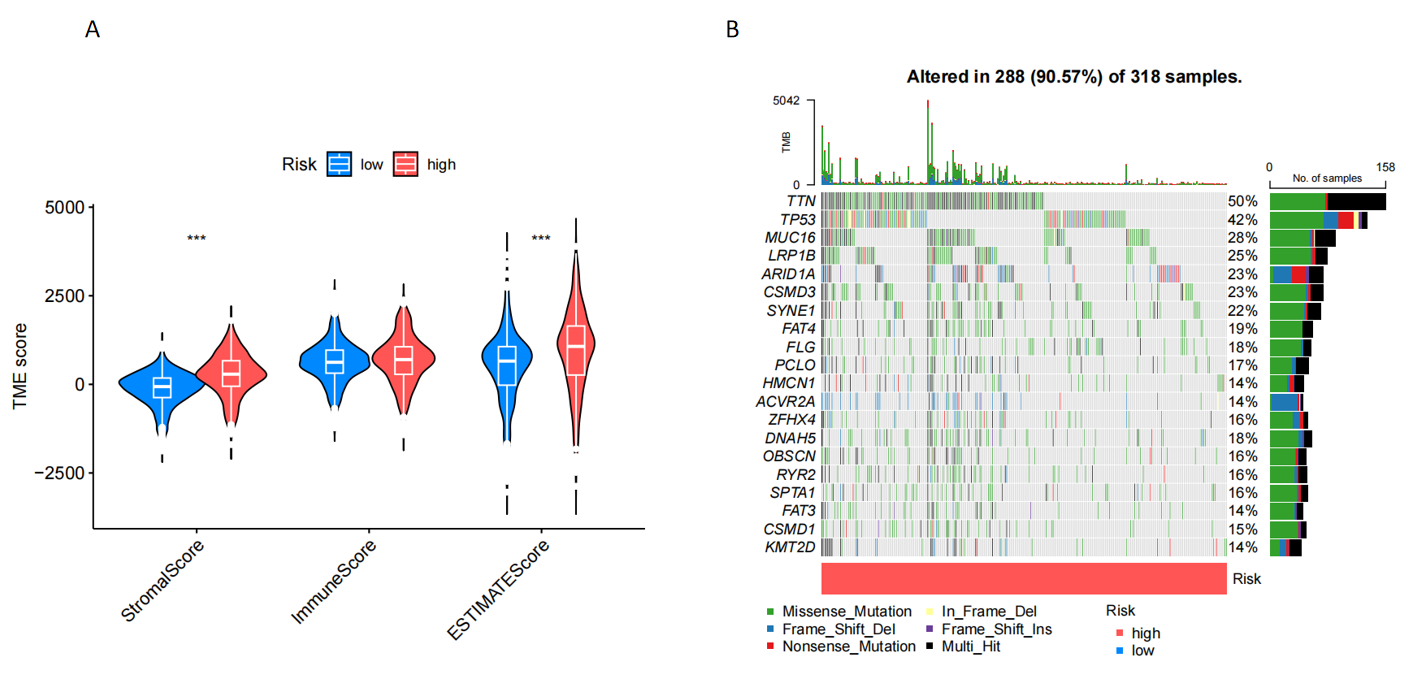 A
B
Risk low high
TME score
5000
2500
0
−2500
***
***
StromalScore
ImmuneScore
ESTIMATEScore
Altered in 288 (90.57%) of 318 samples.
5042
TMB
0
0 158
No. of samples
TTN 50%
TP53 42%
MUC16 28%
LRP1B 25%
ARID1A 23%
CSMD3 23%
SYNE1 22%
FAT4 19%
FLG 18%
PCLO 17%
HMCN1 14%
ACVR2A 14%
ZFHX4 16%
DNAH5 18%
OBSCN 16%
RYR2 16%
SPTA1 16%
FAT3 14%
CSMD1 15%
KMT2D 14%
Risk
Missense_Mutation In_Frame_Del Risk
Frame_Shift_Del Frame_Shift_Ins high
Nonsense_Mutation Multi_Hit low